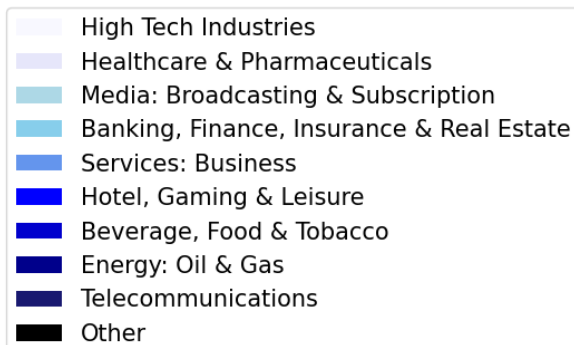 High Tech Industries
Healthcare & Pharmaceuticals
Media: Broadcasting & Subscription
Banking, Finance, Insurance & Real Estate
Services: Business
Hotel, Gaming & Leisure
Beverage, Food & Tobacco
Energy: Oil & Gas
Telecommunications
Other